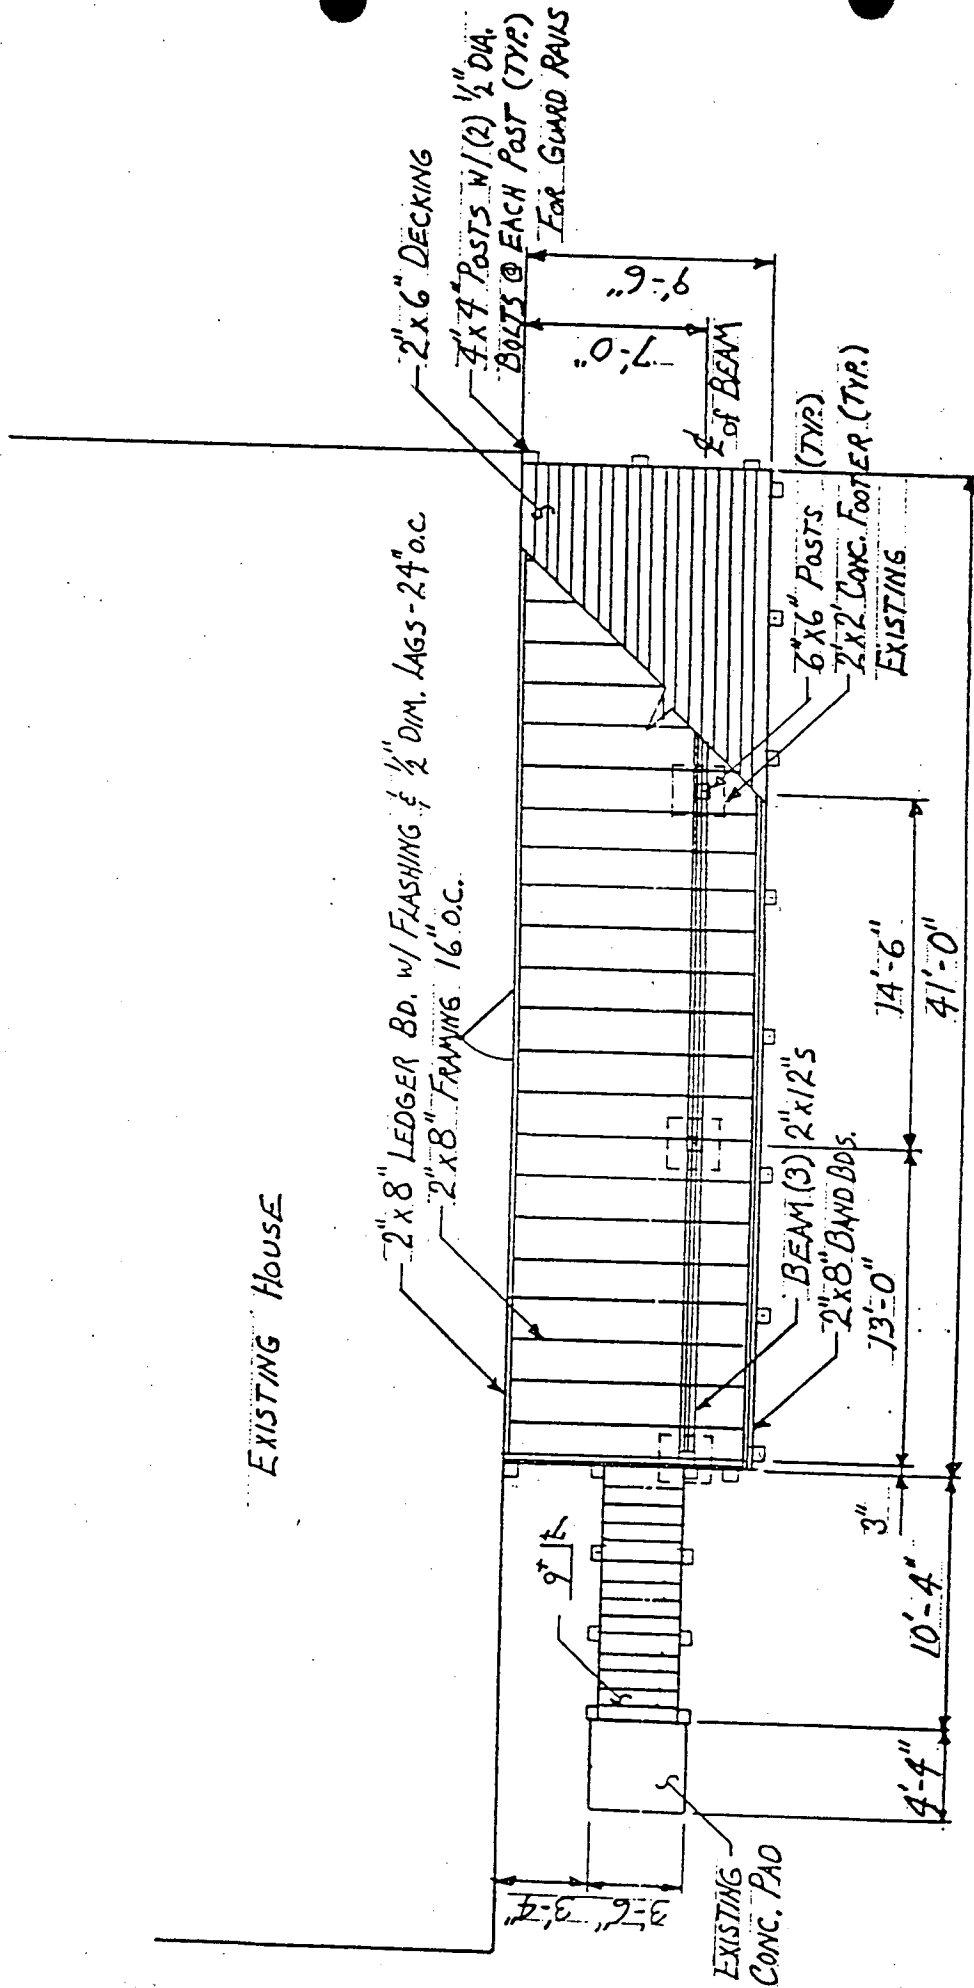 EXISTING HOUSE
2"x8" LEDGER BD. W/ FLASHING & 1/2" DIM. LAGS-24" O.C.
2"x8" FRAMING 16" O.C.
2"x6" DECKING
4"x4" POSTS W/(2) 1/2" DIA.
BOLTS @ EACH POST (TYP.)
FOR GUARD RAILS
9'-6"
7'-0"
℄ of BEAM
6"x6" POSTS (TYP.)
2'x2' CONC. FOOTER (TYP.)
EXISTING
BEAM (3) 2"x12"S
2"x8" BAND BDS.
13'-0"
14'-6"
41'-0"
3"
10'-4"
4'-4"
3'-4"
3'-6"
EXISTING
CONC. PAD